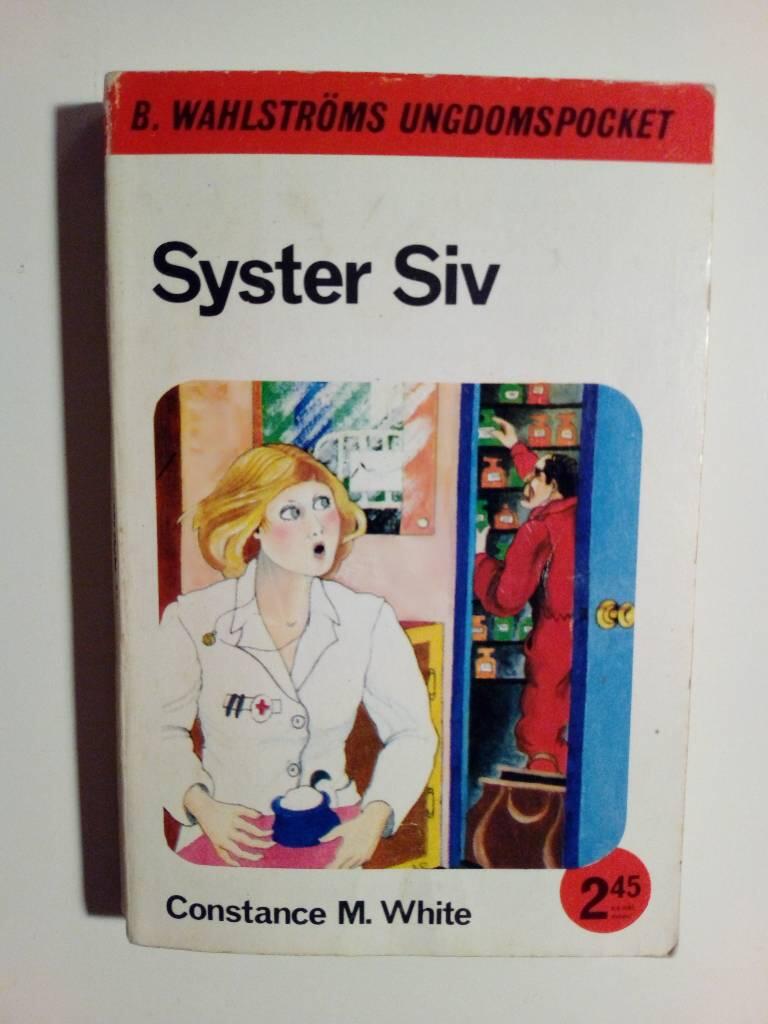 B. WAHLSTRÖMS UNGDOMSPOCKET
Syster Siv
Constance M. White
2 45